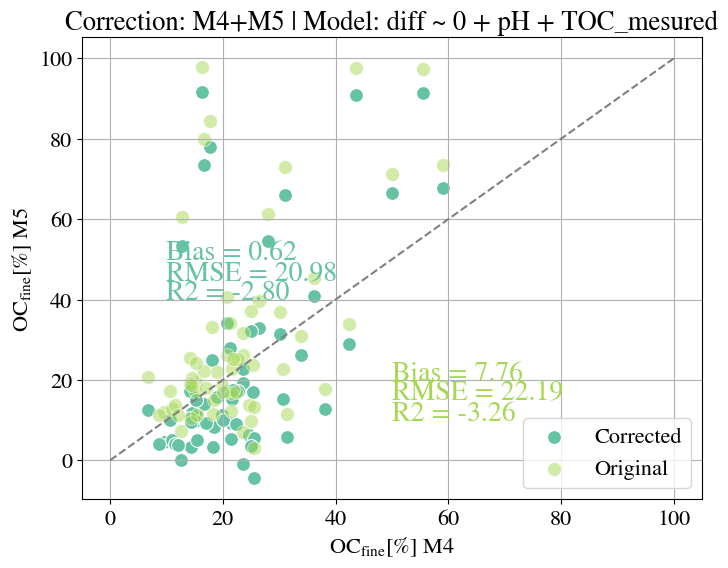 Correction: M4+M5 | Model: diff ~ 0 + pH + TOC_mesured
100
80
60
40
20
0
OCfine[%] M5
Bias = 0.62
RMSE = 20.98
R2 = -2.80
Bias = 7.76
RMSE = 22.19
R2 = -3.26
Corrected
Original
0
20
40
60
80
100
OCfine[%] M4